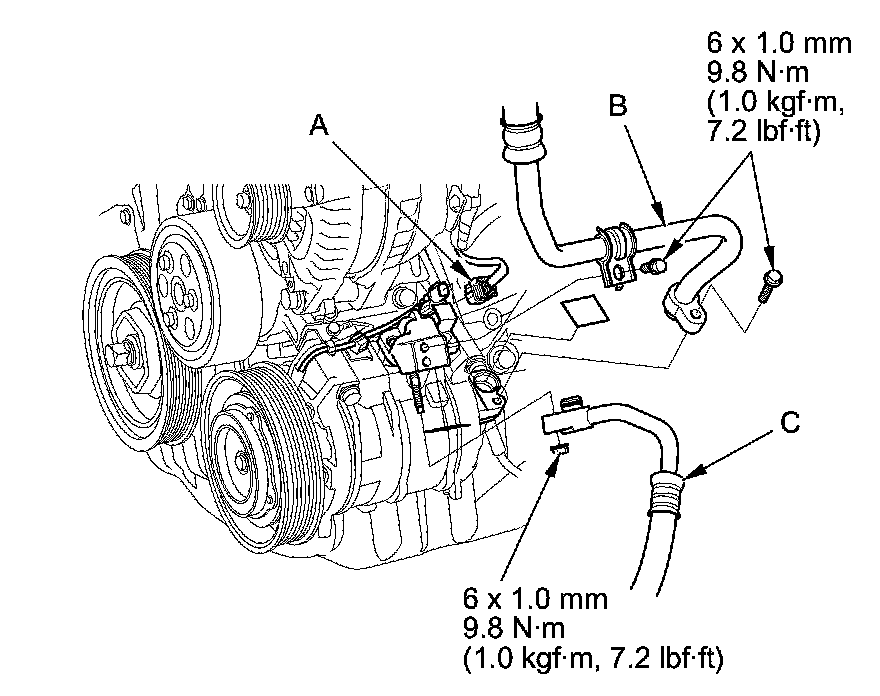 6 x 1.0 mm
9.8 N·m
(1.0 kgf·m,
7.2 lbf·ft)
B
A
C
6 x 1.0 mm
9.8 N·m
(1.0 kgf·m, 7.2 lbf·ft)